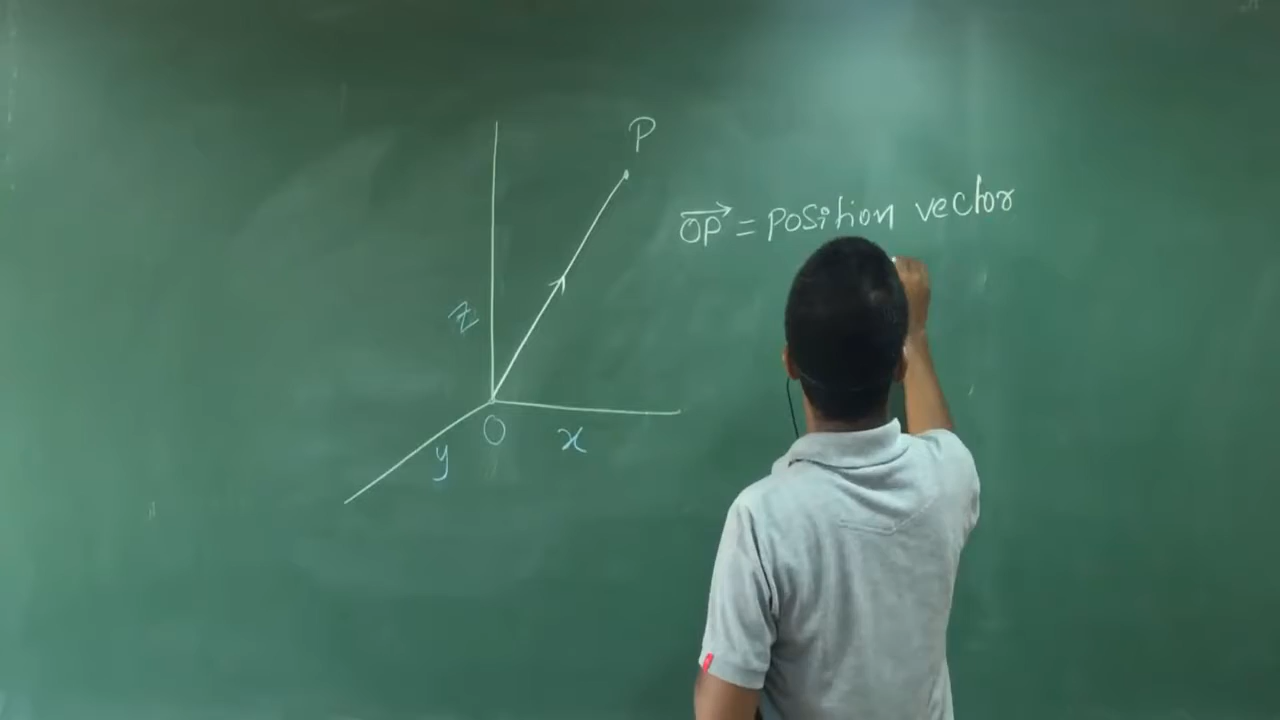 P
OP = Position vector
z
O
x
y